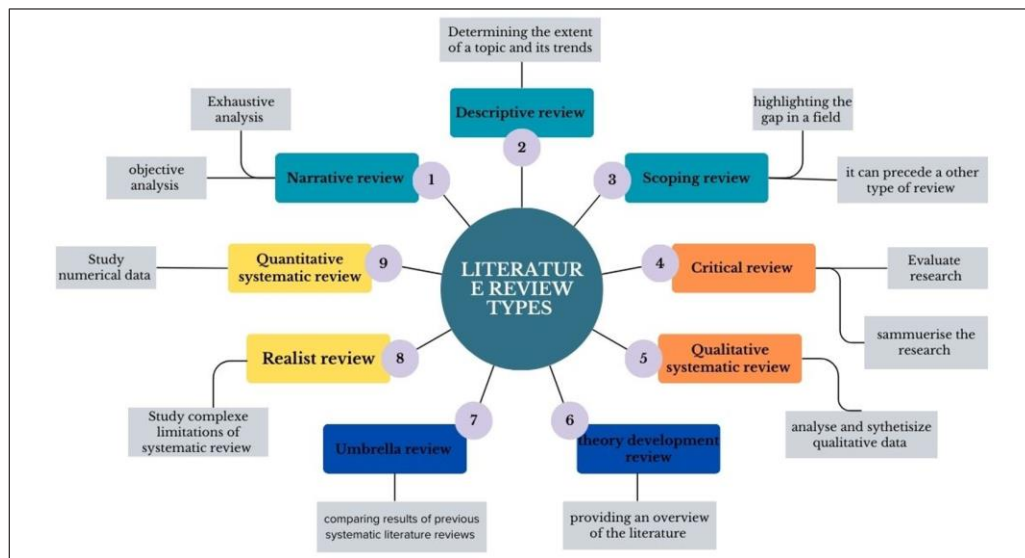 Determining the extent
of a topic and its trends
Descriptive review
2
Exhaustive
analysis
objective
analysis
Narrative review
1
highlighting the
gap in a field
3
Scoping review
it can precede a other
type of review
Study
numerical data
Quantitative
systematic review
9
LITERATUR
E REVIEW
TYPES
4
Critical review
Evaluate
research
sammuerise the
research
Realist review
8
5
Qualitative
systematic review
Study complexe
limitations of
systematic review
7
Umbrella review
6
theory development
review
analyse and sythetisize
qualitative data
comparing results of previous
systematic literature reviews
providing an overview
of the literature